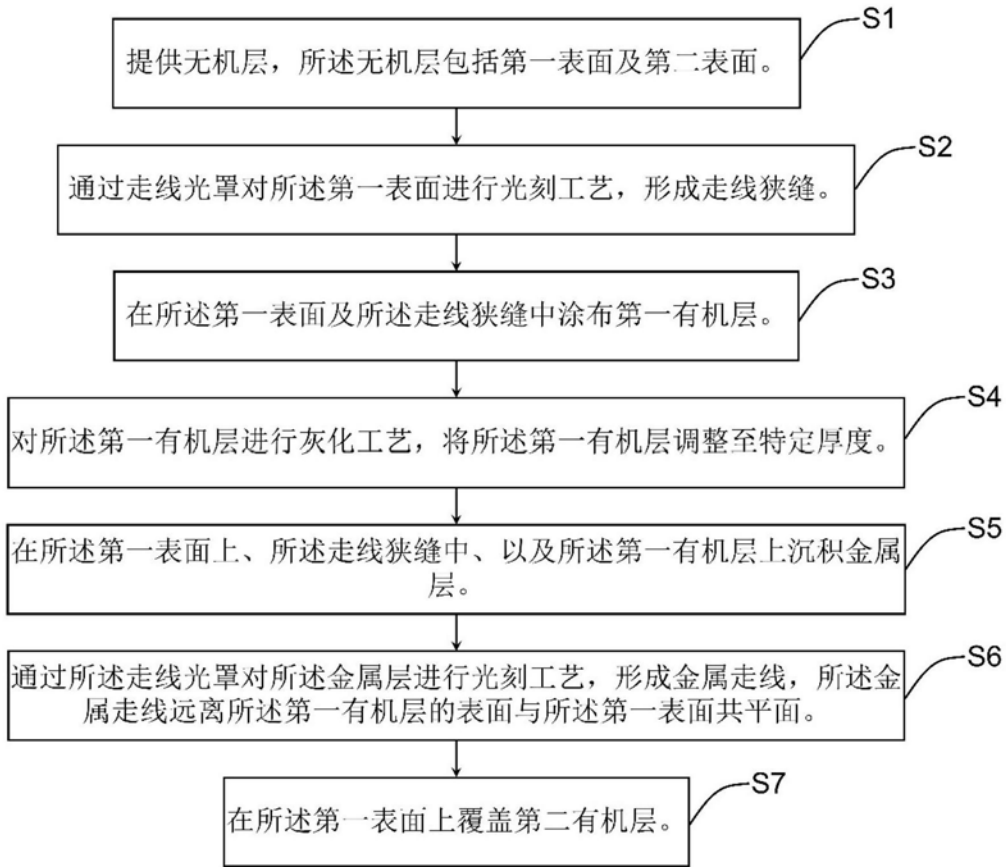 S1
提供无机层，所述无机层包括第一表面及第二表面。
S2
通过走线光罩对所述第一表面进行光刻工艺，形成走线狭缝。
S3
在所述第一表面及所述走线狭缝中涂布第一有机层。
S4
对所述第一有机层进行灰化工艺，将所述第一有机层调整至特定厚度。
S5
在所述第一表面上、所述走线狭缝中、以及所述第一有机层上沉积金属
层。
S6
通过所述走线光罩对所述金属层进行光刻工艺，形成金属走线，所述金
属走线远离所述第一有机层的表面与所述第一表面共平面。
S7
在所述第一表面上覆盖第二有机层。